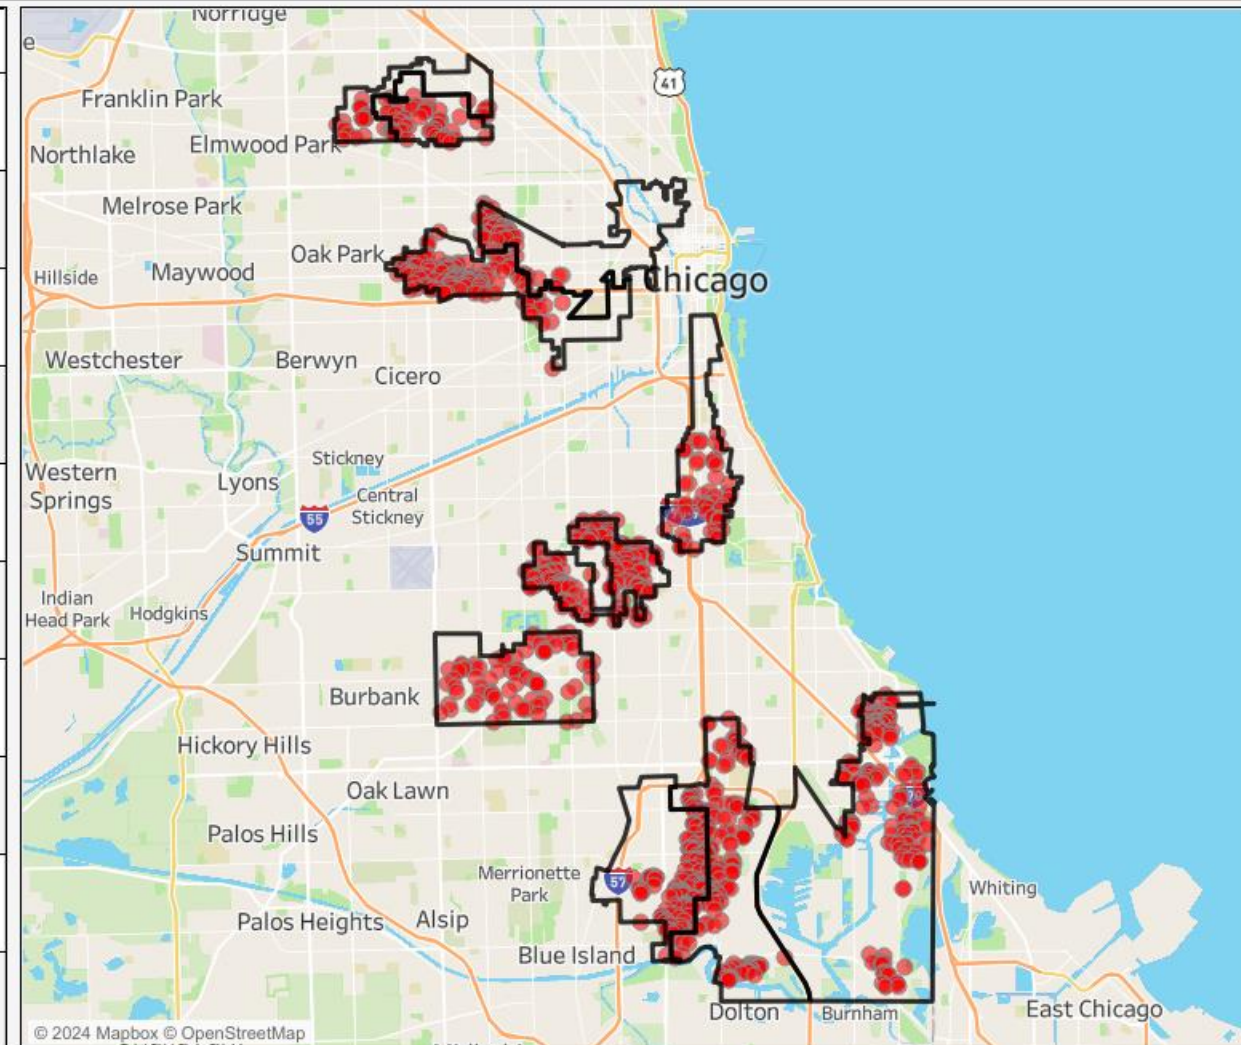 Norridge
e
41
Franklin Park
Elmwood Park
Northlake
Melrose Park
Oak Park
Hillside
Maywood
Chicago
Westchester
Berwyn
Cicero
Stickney
Western
Springs
Lyons
Central
Stickney
55
Summit
Indian
Head Park
Hodgkins
Burbank
Hickory Hills
Oak Lawn
Palos Hills
Merrionette
Park
57
Whiting
Palos Heights
Alsip
Blue Island
Dolton
Burnham
East Chicago
© 2024 Mapbox © OpenStreetMap